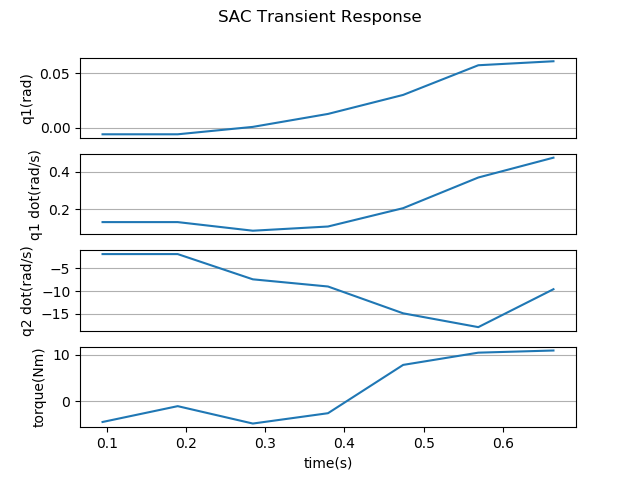 SAC Transient Response
0.05
0.00
q1(rad)
0.4
0.2
q1 dot(rad/s)
−5
−10
−15
q2 dot(rad/s)
10
0
torque(Nm)
0.1 0.2 0.3 0.4 0.5 0.6
time(s)